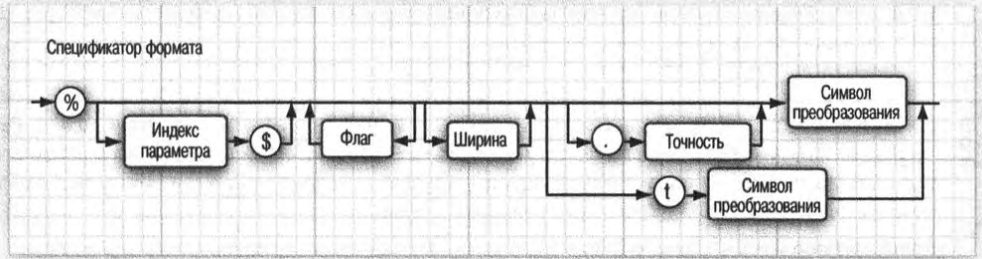 Спецификатор формата
%
Индекс
параметра
$
Флаг
Ширина
.
Точность
Символ
преобразования
t
Символ
преобразования